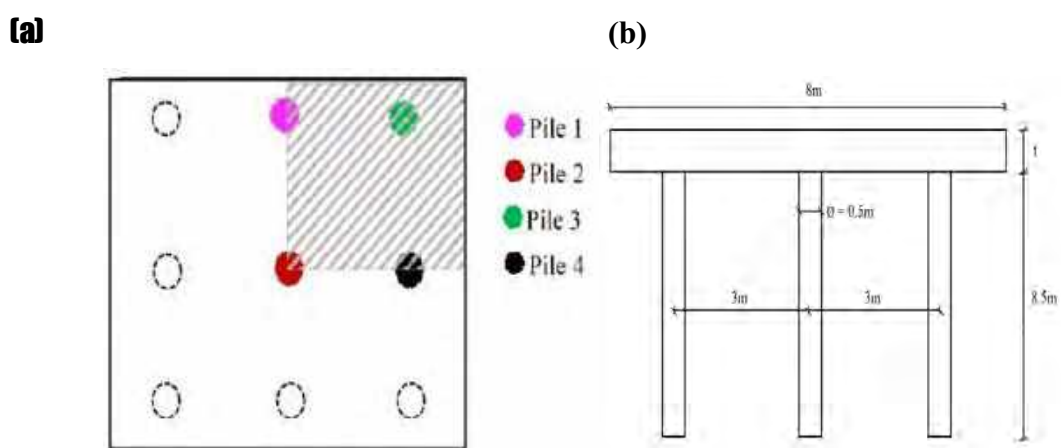 (a)
(b)
Pile 1
Pile 2
Pile 3
Pile 4
8m
t
Ø = 0.5m
3m
3m
8.5m